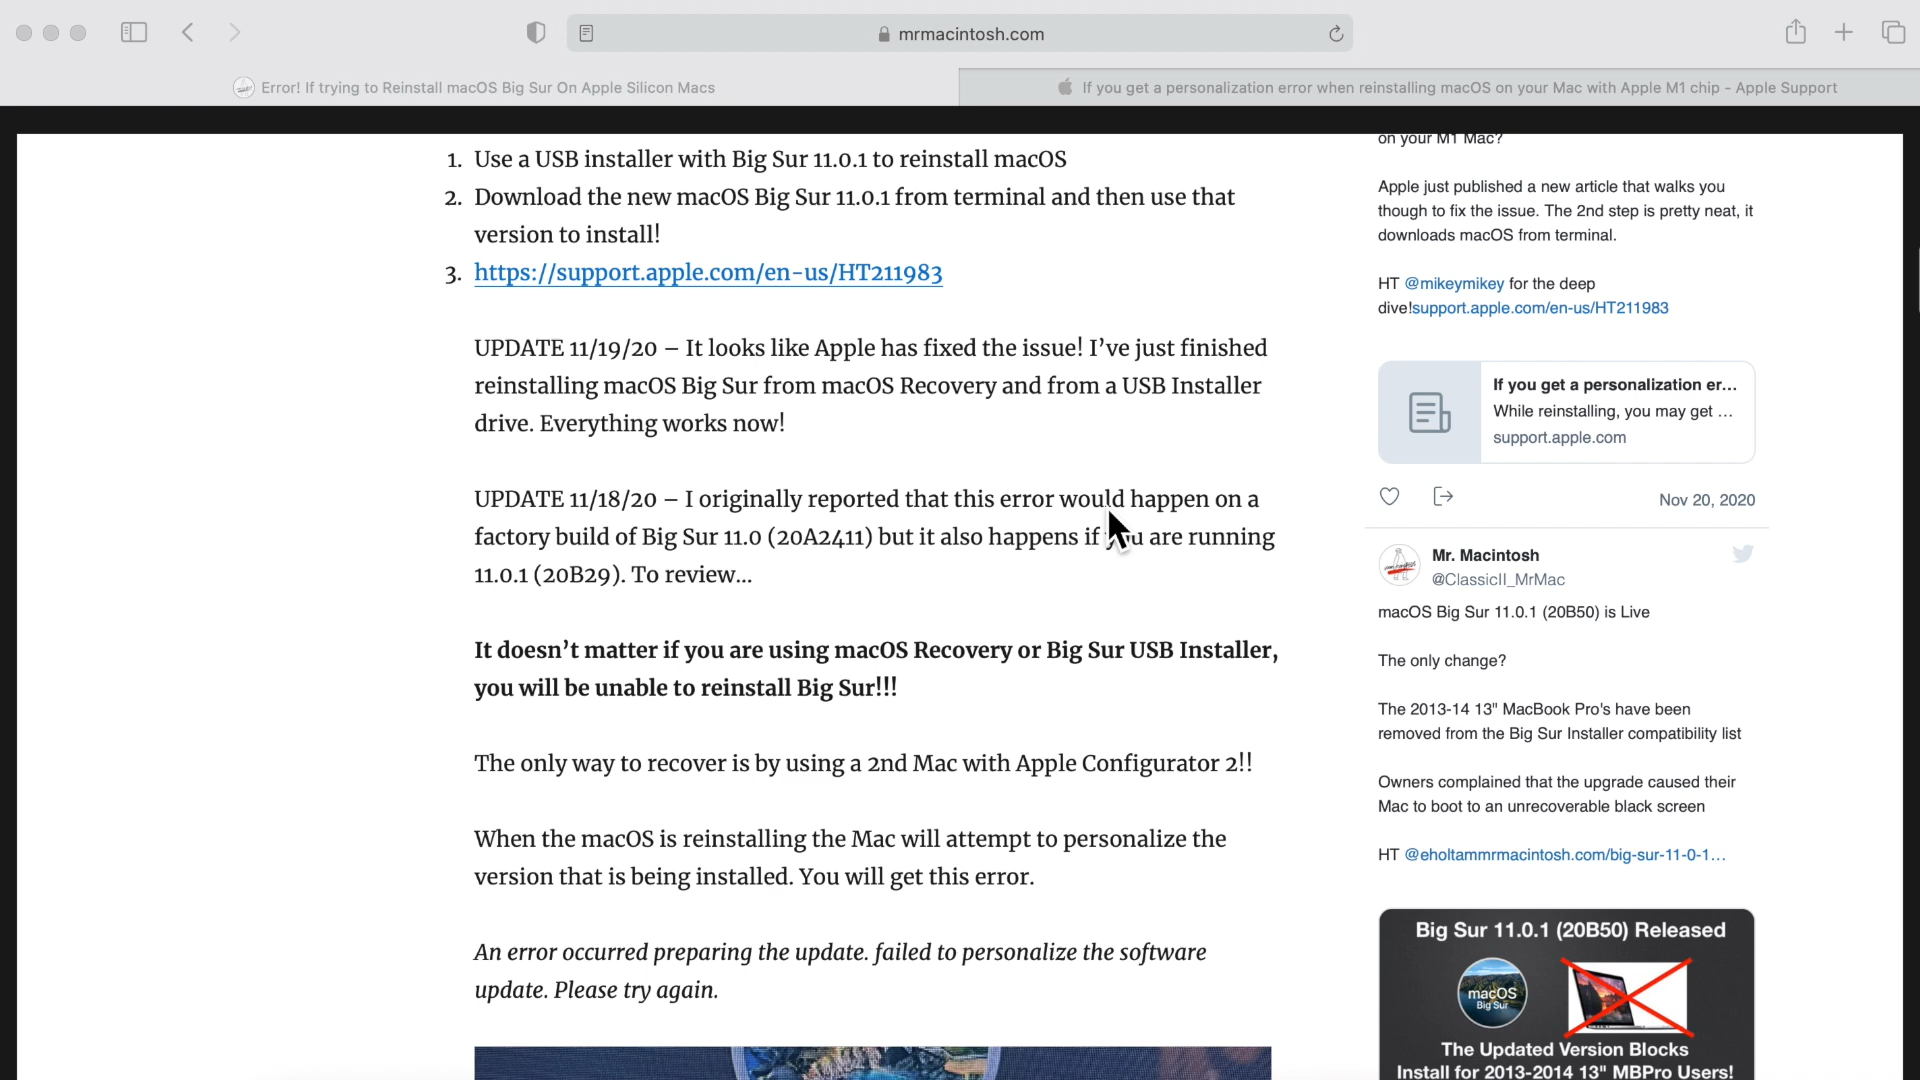 mrmacintosh.com
Error! If trying to Reinstall macOS Big Sur On Apple Silicon Macs
If you get a personalization error when reinstalling macOS on your Mac with Apple M1 chip - Apple Support
1. Use a USB installer with Big Sur 11.0.1 to reinstall macOS
2. Download the new macOS Big Sur 11.0.1 from terminal and then use that
version to install!
3. https://support.apple.com/en-us/HT211983
UPDATE 11/19/20 – It looks like Apple has fixed the issue! I’ve just finished
reinstalling macOS Big Sur from macOS Recovery and from a USB Installer
drive. Everything works now!
UPDATE 11/18/20 – I originally reported that this error would happen on a
factory build of Big Sur 11.0 (20A2411) but it also happens if you are running
11.0.1 (20B29). To review...
It doesn’t matter if you are using macOS Recovery or Big Sur USB Installer,
you will be unable to reinstall Big Sur!!!
The only way to recover is by using a 2nd Mac with Apple Configurator 2!!
When the macOS is reinstalling the Mac will attempt to personalize the
version that is being installed. You will get this error.
An error occurred preparing the update. failed to personalize the software
update. Please try again.
on your M1 Mac?
Apple just published a new article that walks you
though to fix the issue. The 2nd step is pretty neat, it
downloads macOS from terminal.
HT @mikeymikey for the deep
dive!support.apple.com/en-us/HT211983
If you get a personalization er...
While reinstalling, you may get ...
support.apple.com
Nov 20, 2020
Mr. Macintosh
@ClassicII_MrMac
macOS Big Sur 11.0.1 (20B50) is Live
The only change?
The 2013-14 13" MacBook Pro's have been
removed from the Big Sur Installer compatibility list
Owners complained that the upgrade caused their
Mac to boot to an unrecoverable black screen
HT @eholtammrmacintosh.com/big-sur-11-0-1…
Big Sur 11.0.1 (20B50) Released
macOS
Big Sur
The Updated Version Blocks
Install for 2013-2014 13" MBPro Users!